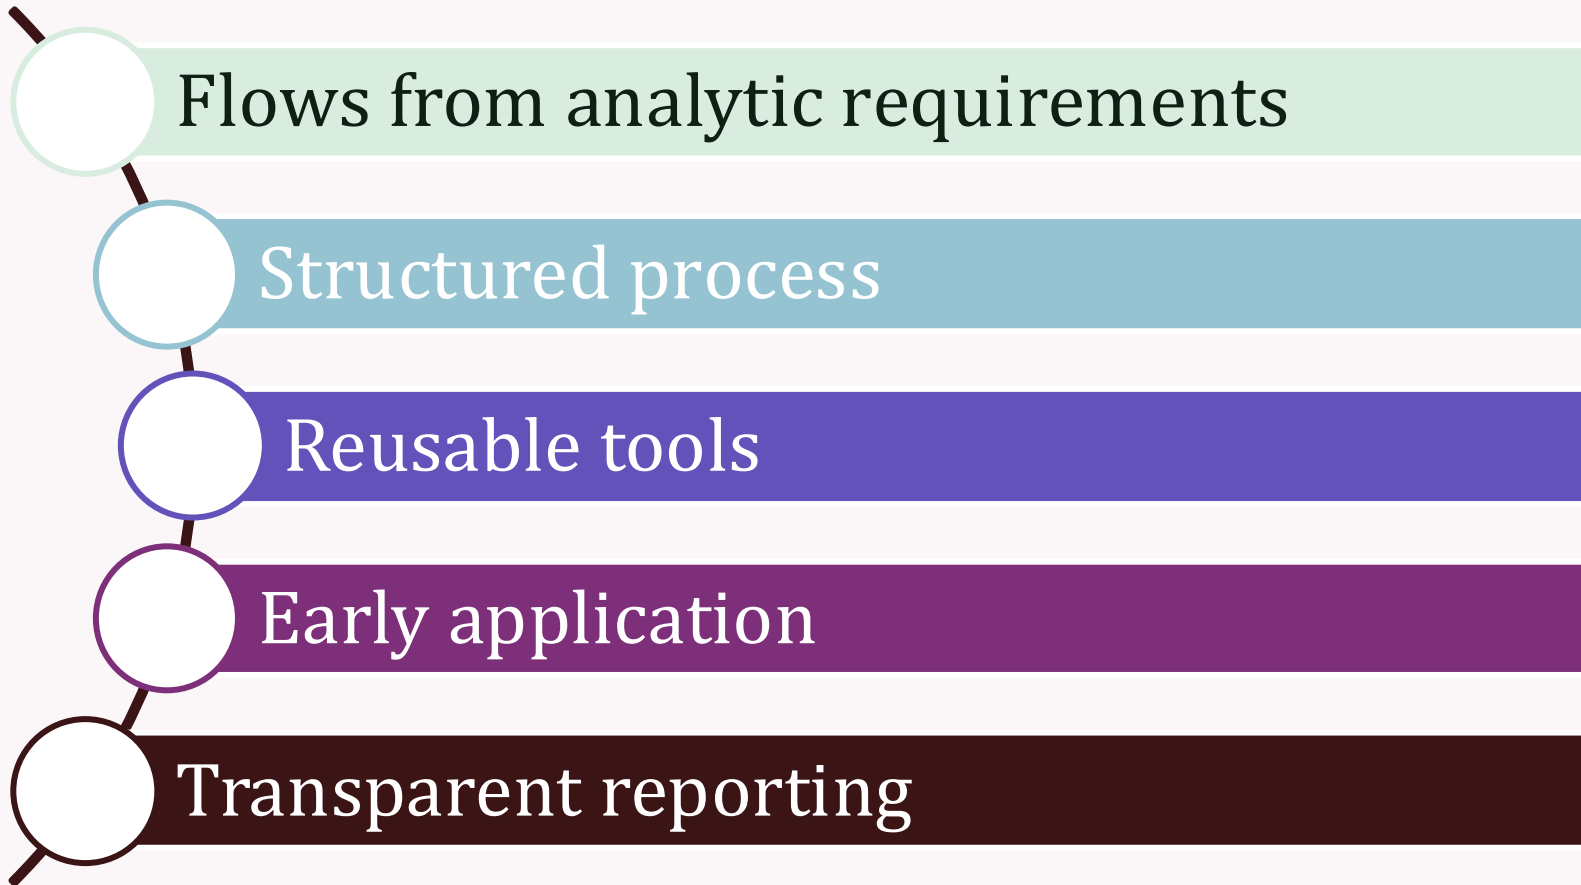 Flows from analytic requirements
Structured process
Reusable tools
Early application
Transparent reporting